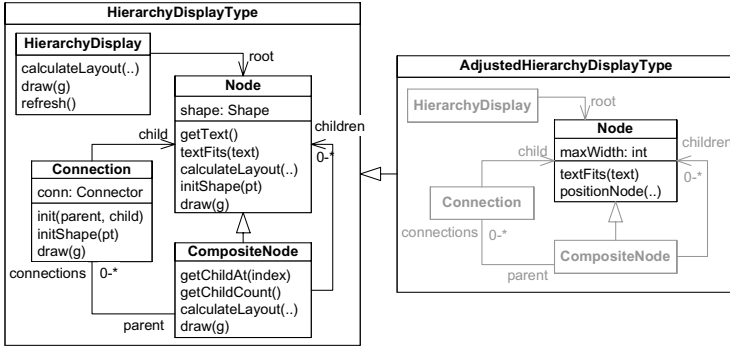 HierarchyDisplayType
HierarchyDisplay
calculateLayout(..)
draw(g)
refresh()
root
Node
shape: Shape
getText()
textFits(text)
calculateLayout(..)
initShape(pt)
draw(g)
child
children
0-*
Connection
conn: Connector
init(parent, child)
initShape(pt)
draw(g)
connections
0-*
parent
CompositeNode
getChildAt(index)
getChildCount()
calculateLayout(..)
draw(g)
AdjustedHierarchyDisplayType
HierarchyDisplay
root
Node
maxWidth: int
textFits(text)
positionNode(..)
child
children
0-*
Connection
connections
0-*
parent
CompositeNode